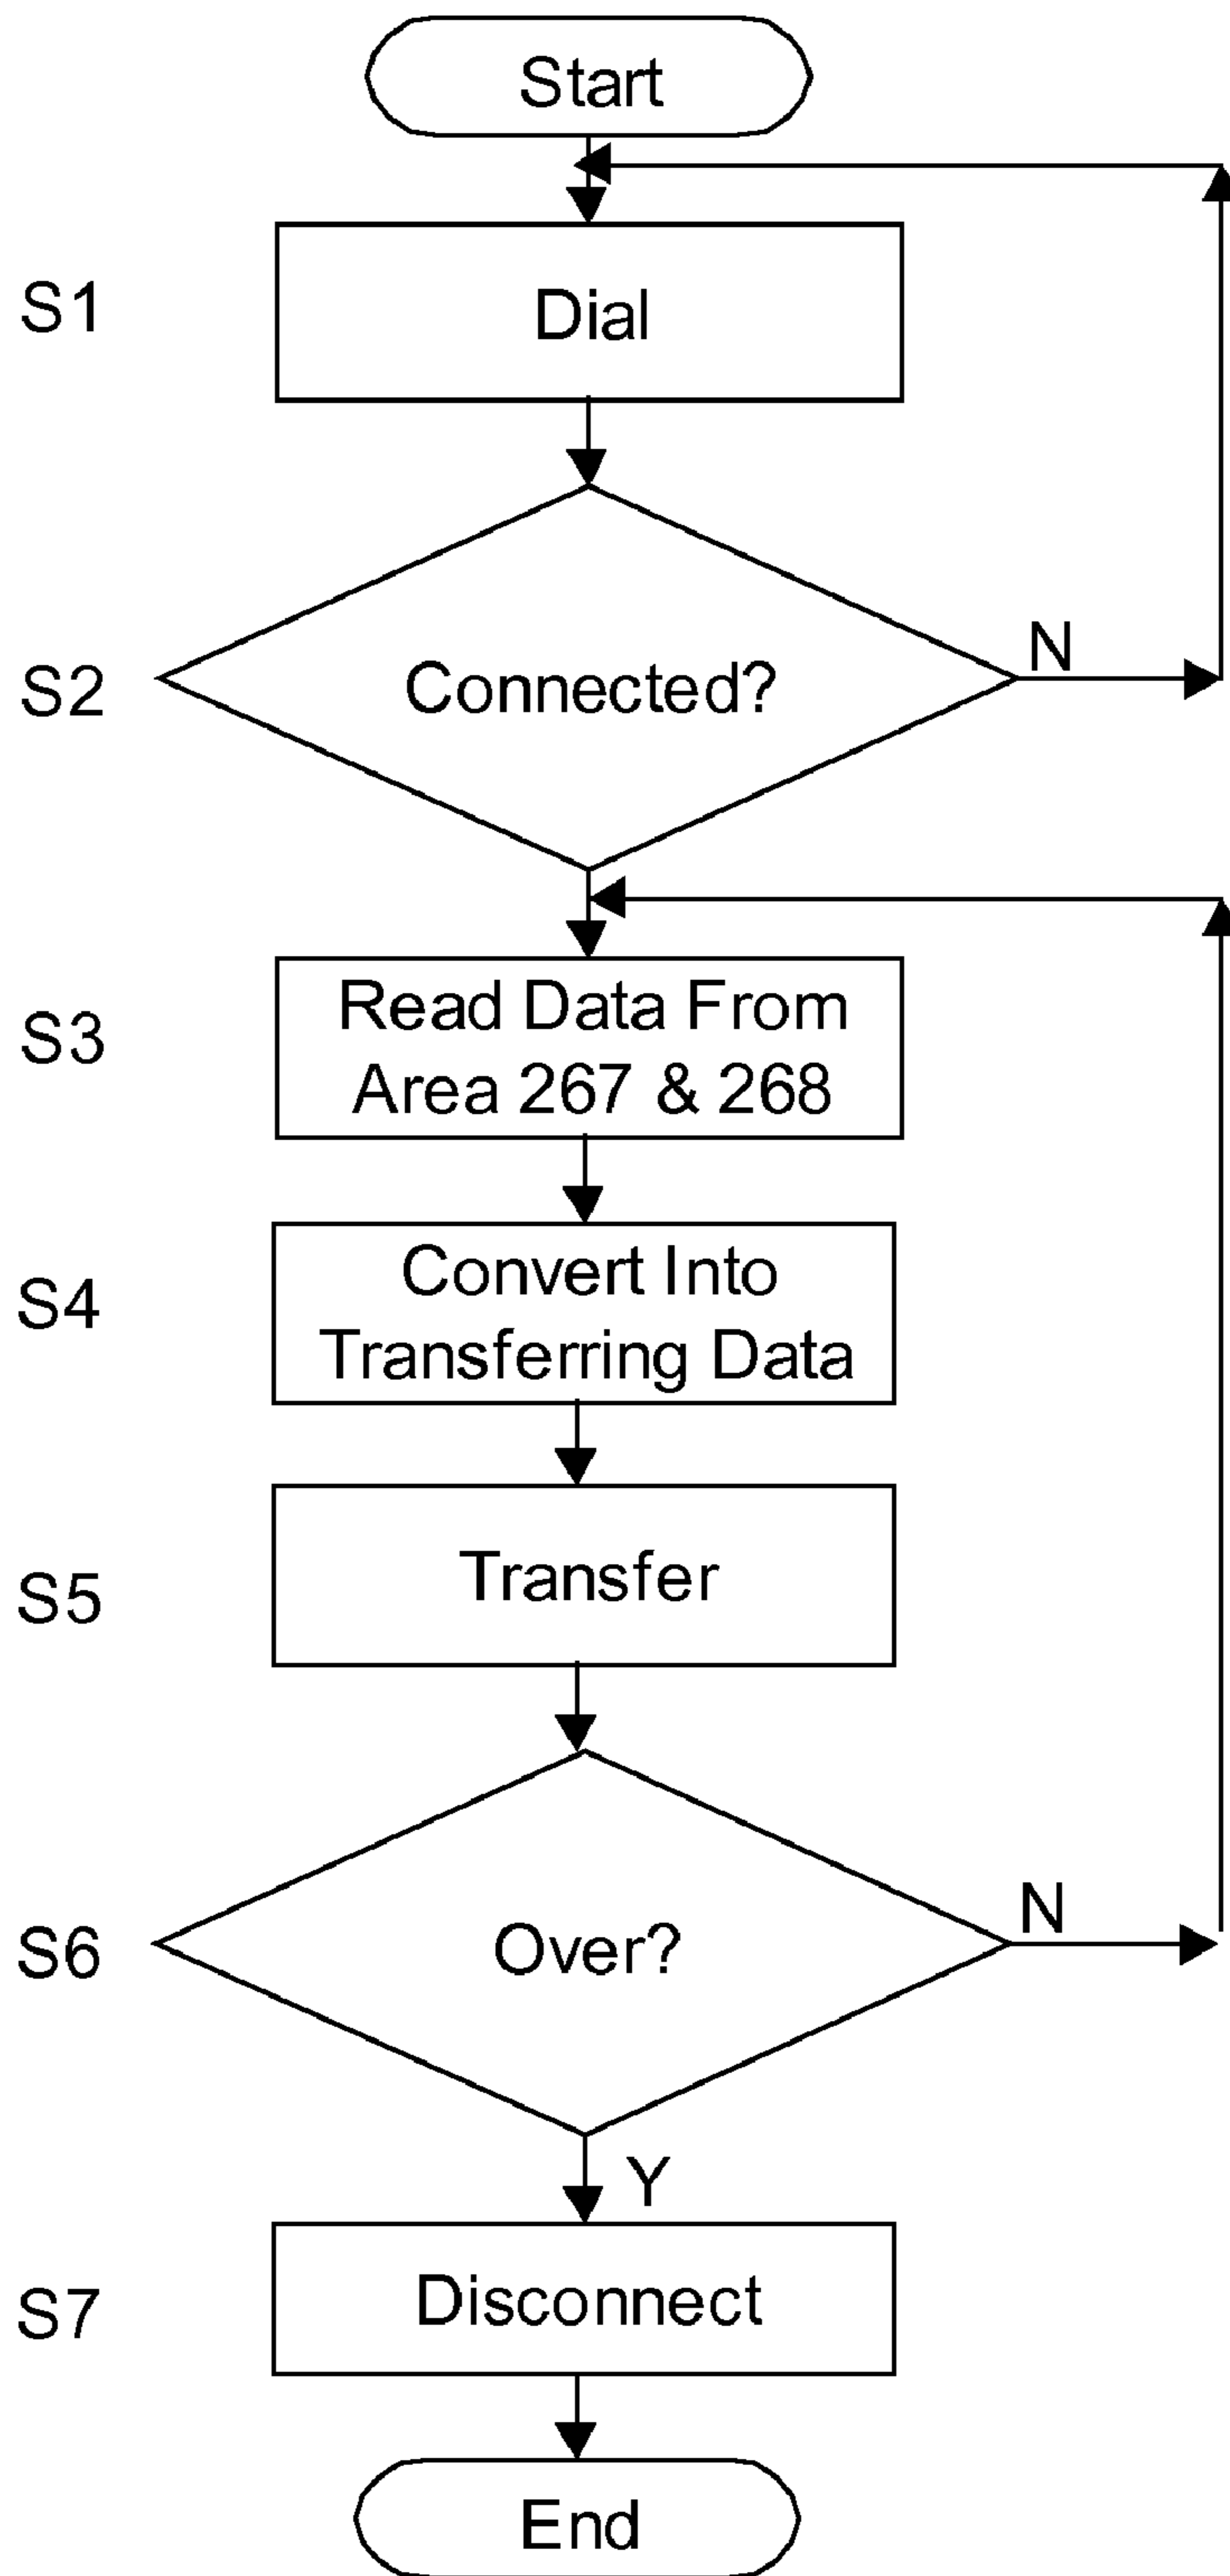 Start
S1
Dial
S2
Connected?
N
S3
Read Data From
Area 267 & 268
S4
Convert Into
Transferring Data
S5
Transfer
S6
Over?
N
Y
S7
Disconnect
End